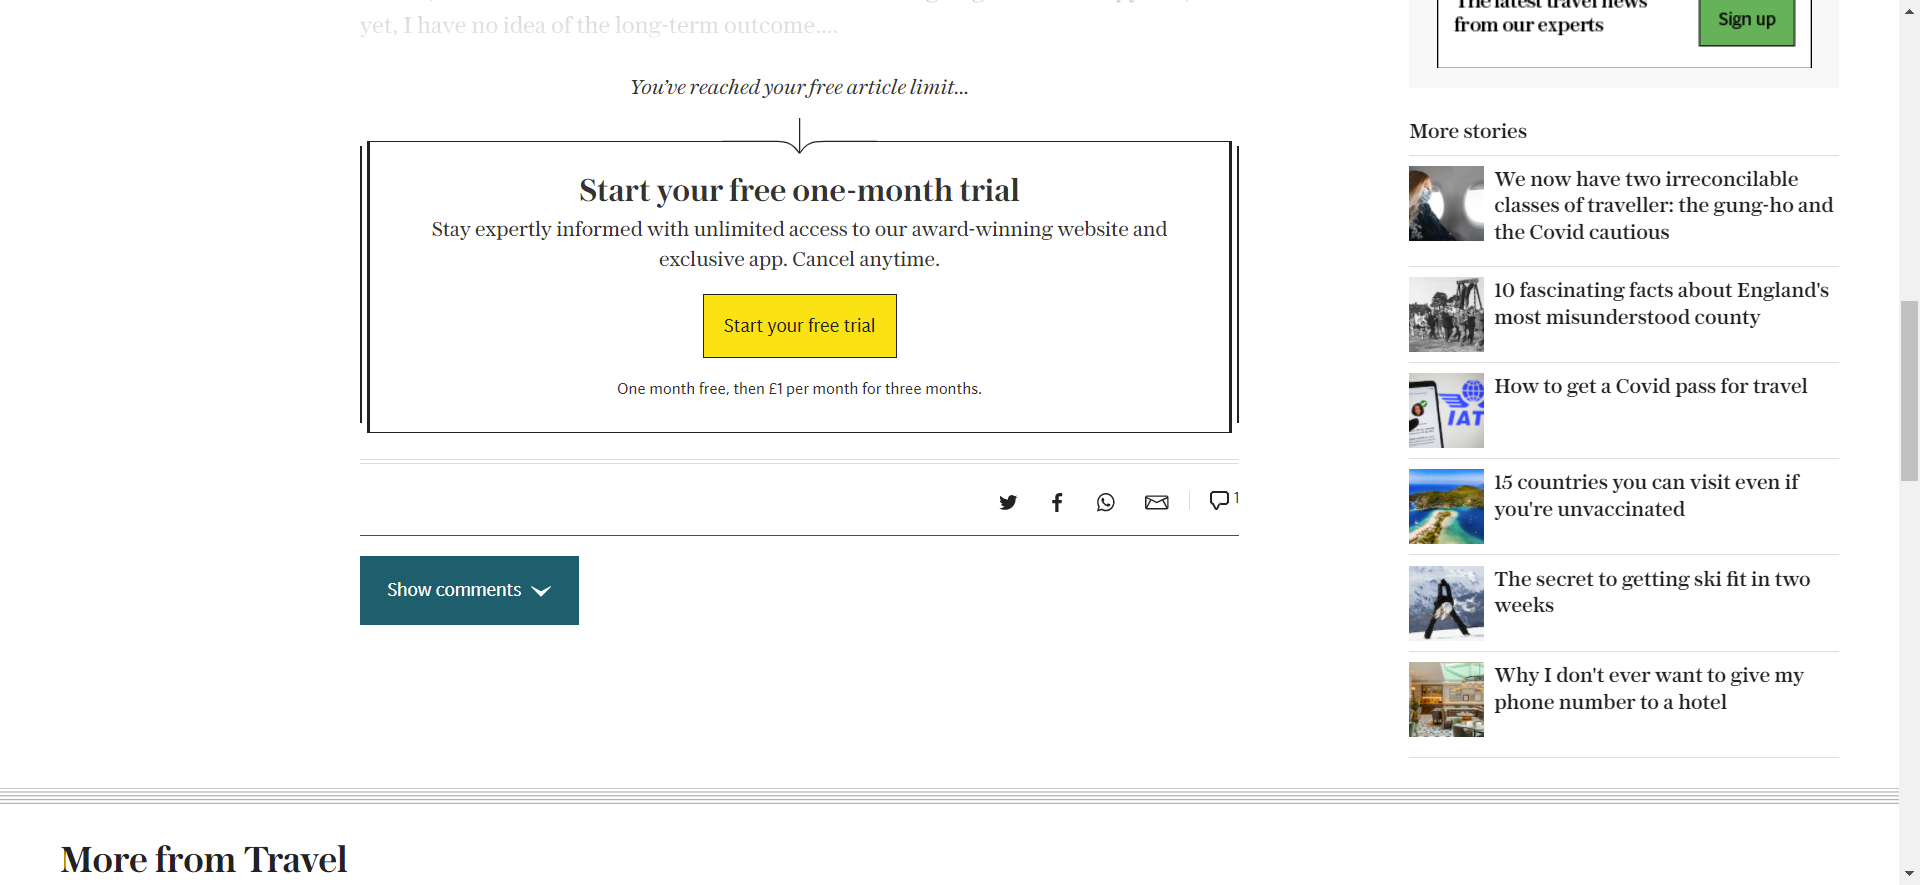 yet, I have no idea of the long-term outcome....
You've reached your free article limit...
Start your free one-month trial
Stay expertly informed with unlimited access to our award-winning website and
exclusive app. Cancel anytime.
Start your free trial
One month free, then £1 per month for three months.
1
Show comments
The latest travel news
from our experts
Sign up
More stories
We now have two irreconcilable
classes of traveller: the gung-ho and
the Covid cautious
10 fascinating facts about England's
most misunderstood county
How to get a Covid pass for travel
IAT
15 countries you can visit even if
you're unvaccinated
The secret to getting ski fit in two
weeks
Why I don't ever want to give my
phone number to a hotel
More from Travel